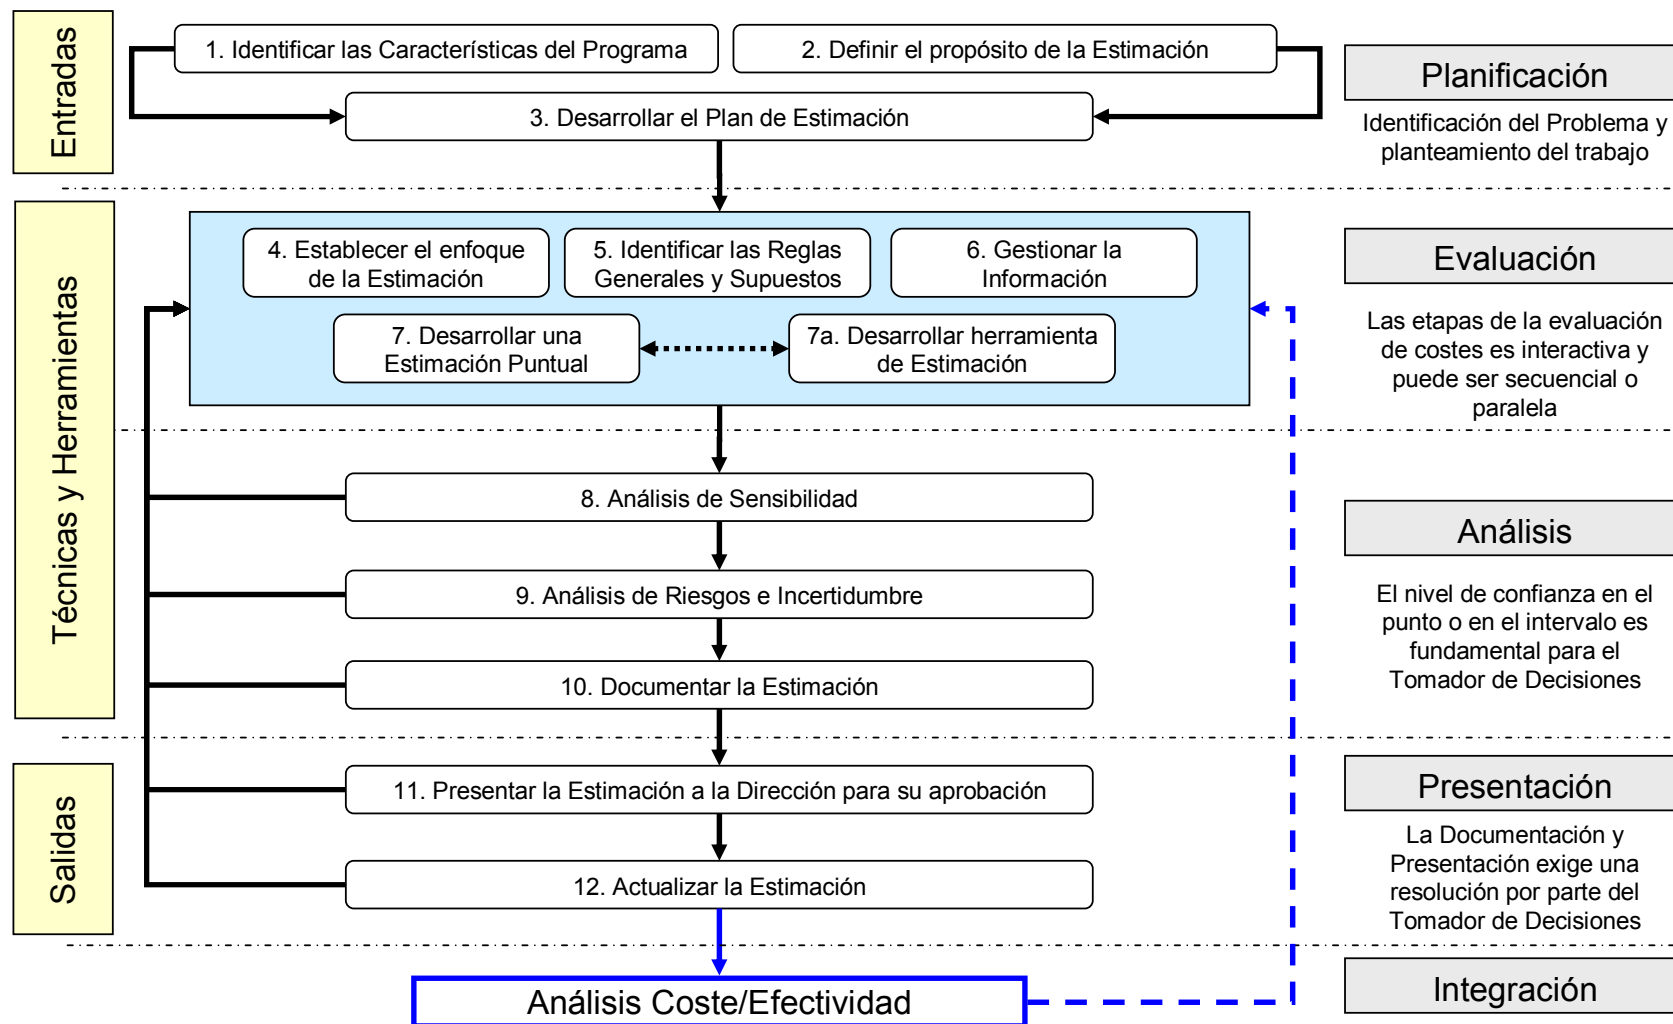 Entradas
1. Identificar las Características del Programa
2. Definir el propósito de la Estimación
3. Desarrollar el Plan de Estimación
Planificación
Identificación del Problema y
planteamiento del trabajo
Técnicas y Herramientas
4. Establecer el enfoque
de la Estimación
5. Identificar las Reglas
Generales y Supuestos
6. Gestionar la
Información
7. Desarrollar una
Estimación Puntual
7a. Desarrollar herramienta
de Estimación
Evaluación
Las etapas de la evaluación
de costes es interactiva y
puede ser secuencial o
paralela
8. Análisis de Sensibilidad
9. Análisis de Riesgos e Incertidumbre
10. Documentar la Estimación
Análisis
El nivel de confianza en el
punto o en el intervalo es
fundamental para el
Tomador de Decisiones
Salidas
11. Presentar la Estimación a la Dirección para su aprobación
12. Actualizar la Estimación
Presentación
La Documentación y
Presentación exige una
resolución por parte del
Tomador de Decisiones
Análisis Coste/Efectividad
Integración